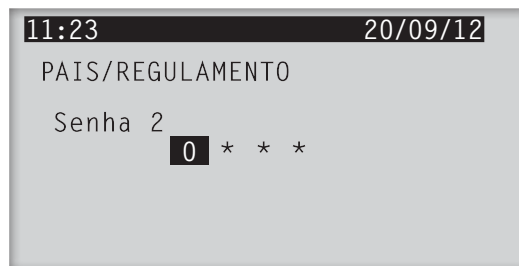 11:23 20/09/12
PAIS/REGULAMENTO
Senha 2
0 * * *